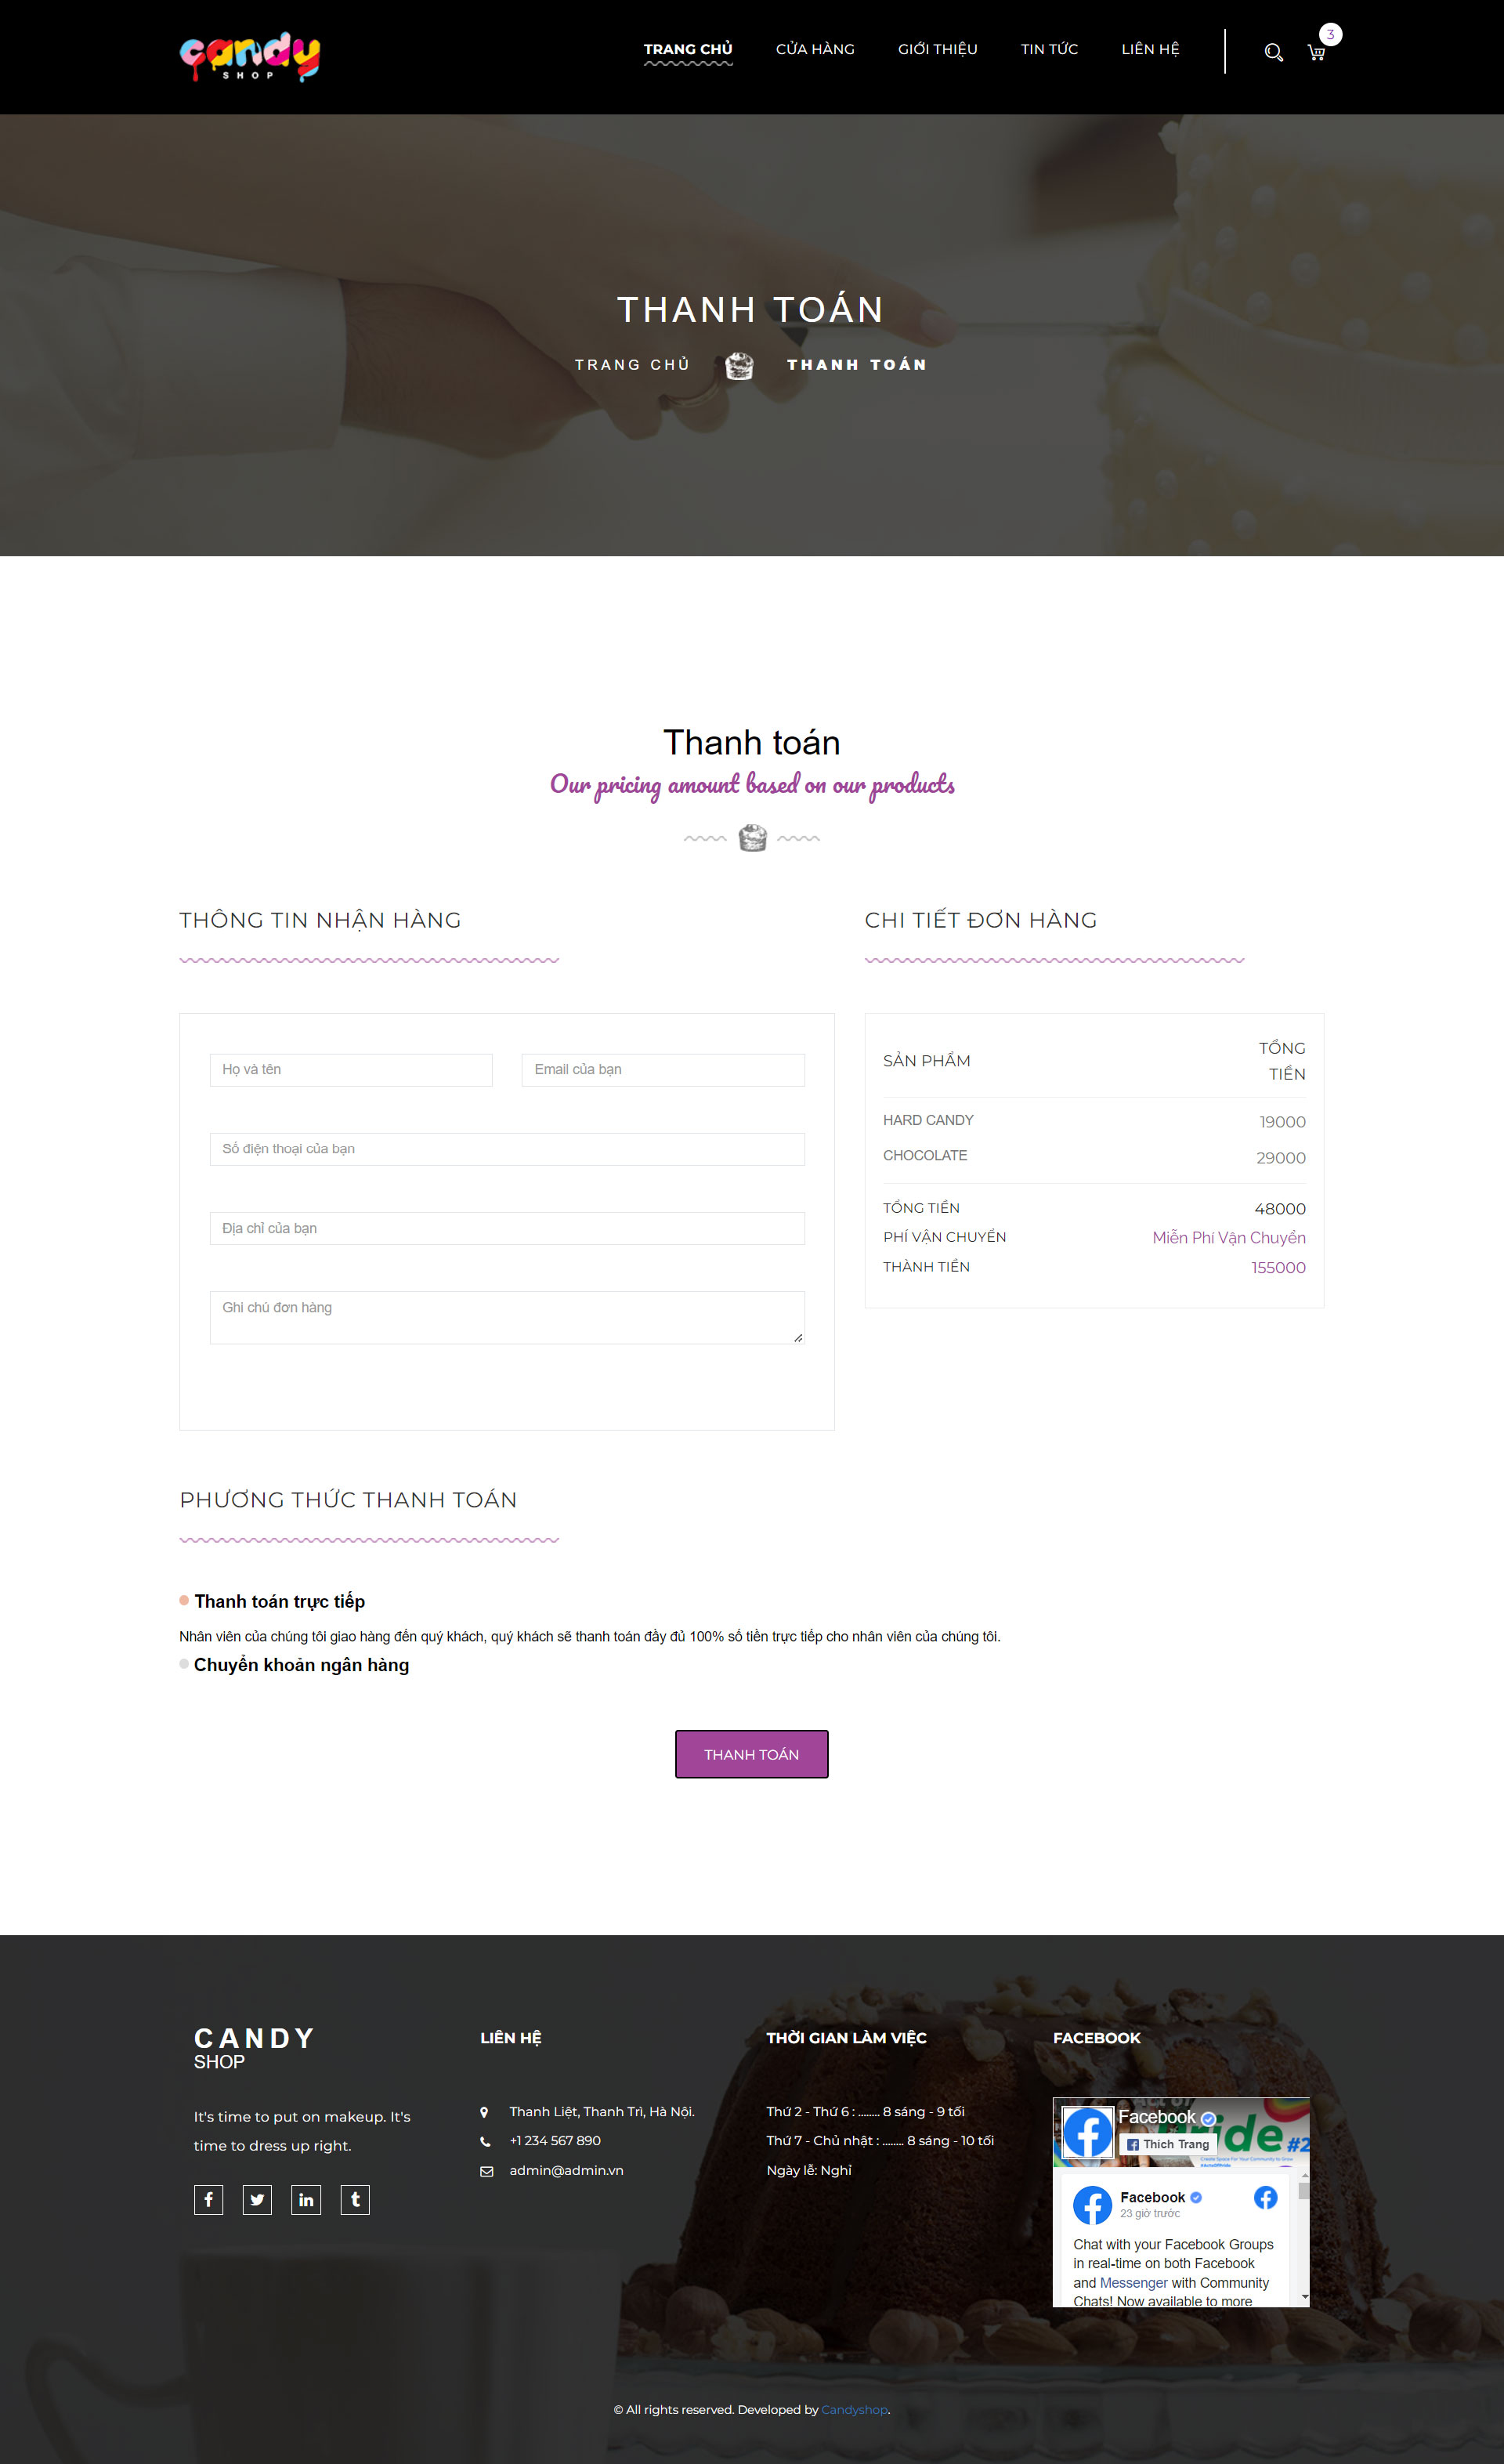 candy
SHOP
TRANG CHỦ
CỬA HÀNG
GIỚI THIỆU
TIN TỨC
LIÊN HỆ
3
THANH TOÁN
TRANG CHỦ
THANH TOÁN
Thanh toán
Our pricing amount based on our products
THÔNG TIN NHẬN HÀNG
Họ và tên
Email của bạn
Số điện thoại của bạn
Địa chỉ của bạn
Ghi chú đơn hàng
CHI TIẾT ĐƠN HÀNG
SẢN PHẨM
TỔNG
TIỀN
HARD CANDY 19000
CHOCOLATE 29000
TỔNG TIỀN 48000
PHÍ VẬN CHUYỂN Miễn Phí Vận Chuyển
THÀNH TIỀN 155000
PHƯƠNG THỨC THANH TOÁN
Thanh toán trực tiếp
Nhân viên của chúng tôi giao hàng đến quý khách, quý khách sẽ thanh toán đầy đủ 100% số tiền trực tiếp cho nhân viên của chúng tôi.
Chuyển khoản ngân hàng
THANH TOÁN
CANDY
SHOP
It's time to put on makeup. It's
time to dress up right.
LIÊN HỆ
Thanh Liệt, Thanh Trì, Hà Nội.
+1 234 567 890
admin@admin.vn
THỜI GIAN LÀM VIỆC
Thứ 2 - Thứ 6 : ........ 8 sáng - 9 tối
Thứ 7 - Chủ nhật : ........ 8 sáng - 10 tối
Ngày lễ: Nghỉ
FACEBOOK
Facebook
Thích Trang
#2
Create Space For Your Community to Grow
Facebook
23 giờ trước
Chat with your Facebook Groups
in real-time on both Facebook
and Messenger with Community
Chats! Now available to more
© All rights reserved. Developed by Candyshop.